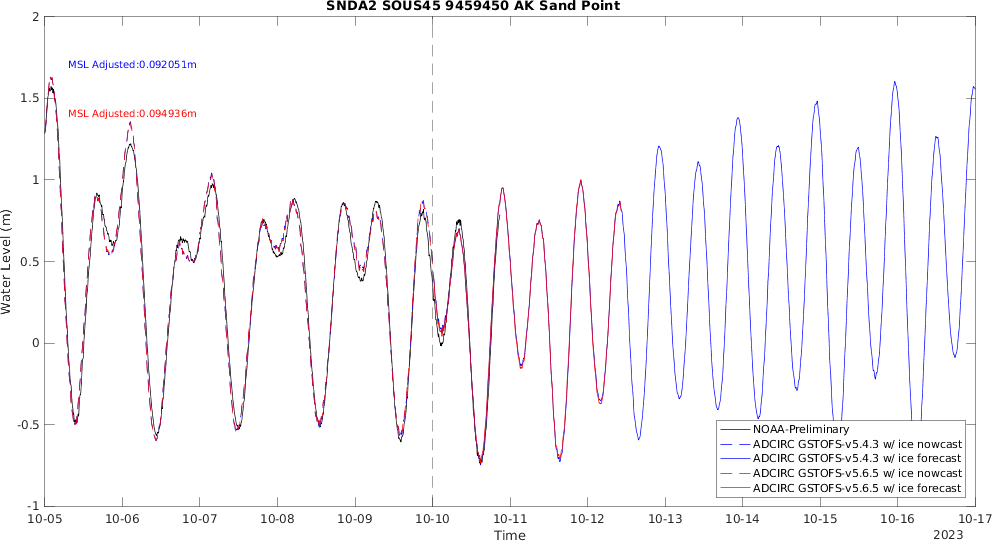 SNDA2 SOUS45 9459450 AK Sand Point
MSL Adjusted:0.092051m
MSL Adjusted:0.094936m
Water Level (m)
2
1.5
1
0.5
0
-0.5
-1
NOAA-Preliminary
ADCIRC GSTOFS-v5.4.3 w/ ice nowcast
ADCIRC GSTOFS-v5.4.3 w/ ice forecast
ADCIRC GSTOFS-v5.6.5 w/ ice nowcast
ADCIRC GSTOFS-v5.6.5 w/ ice forecast
10-05 10-06 10-07 10-08 10-09 10-10 10-11 10-12 10-13 10-14 10-15 10-16 10-17
Time
2023